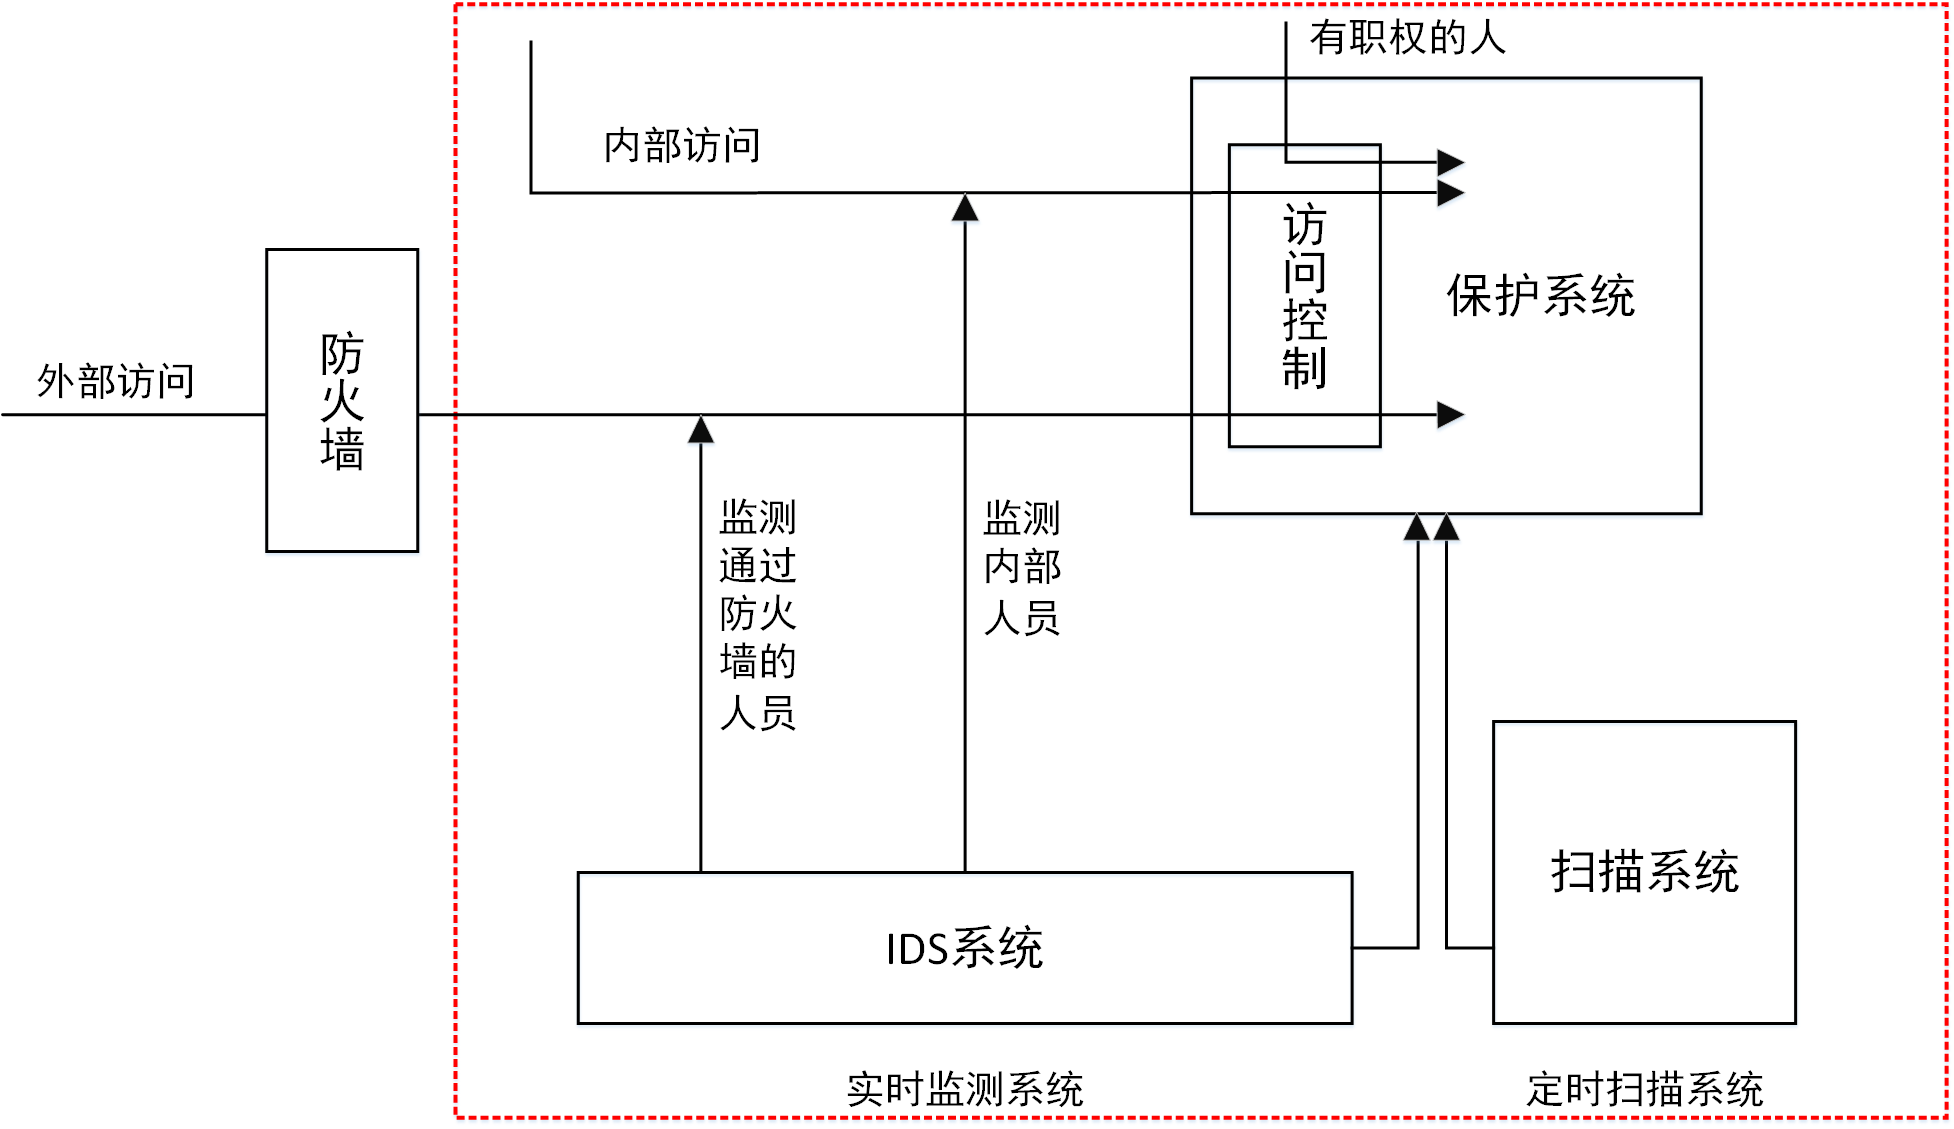 有职权的人
内部访问
访
问
控
制
保护系统
外部访问
防
火
墙
监测
通过
防火
墙的
人员
监测
内部
人员
扫描系统
IDS系统
实时监测系统
定时扫描系统